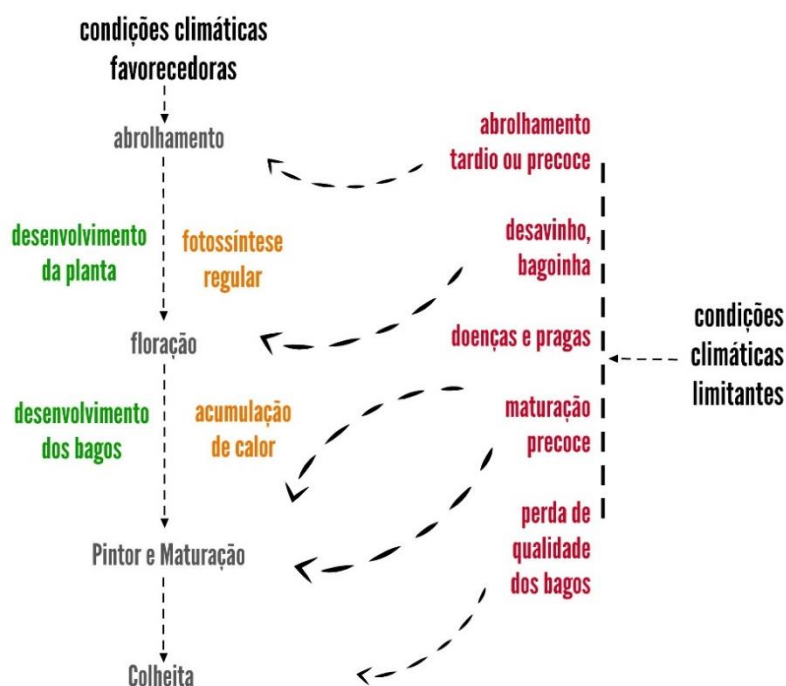 condições climáticas
favorecedoras
abrolhamento
desenvolvimento
da planta
fotossíntese
regular
floração
desenvolvimento
dos bagos
acumulação
de calor
Pintor e Maturação
Colheita
abrolhamento
tardio ou precoce
desavinho,
bagoinha
doenças e pragas
maturação
precoce
perda de
qualidade
dos bagos
condições
climáticas
limitantes